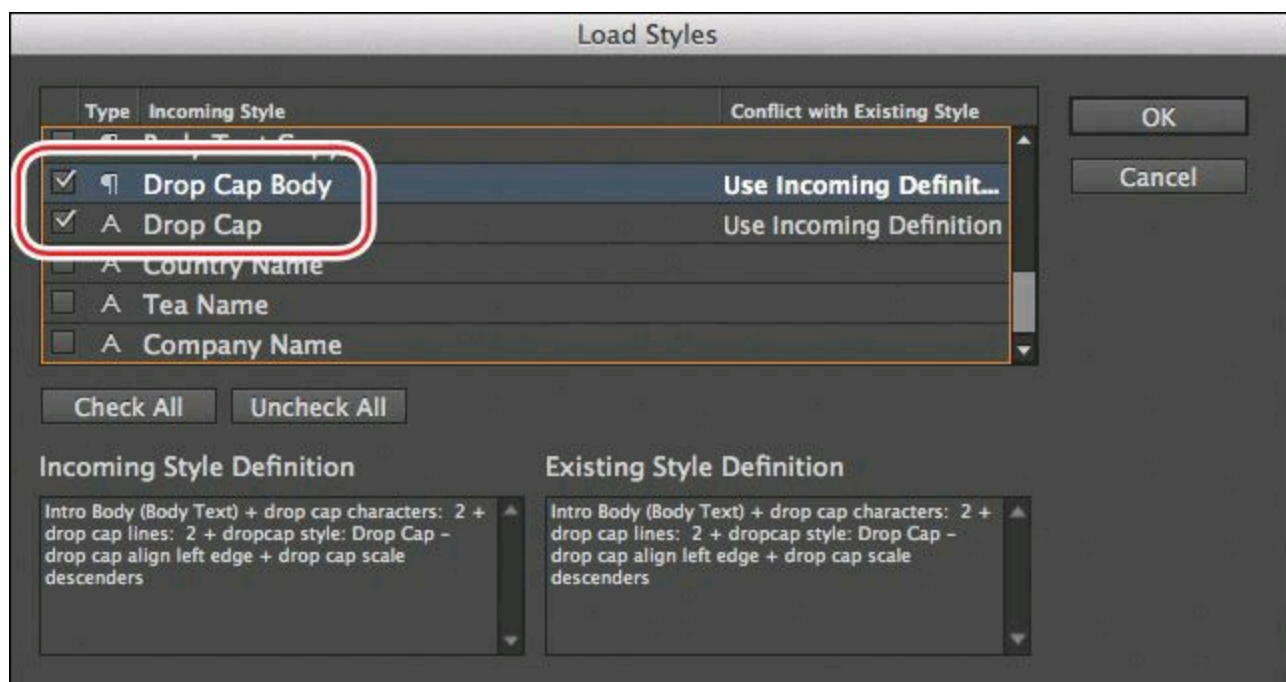 Load Styles
Type Incoming Style Conflict with Existing Style
OK
¶ Drop Cap Body Use Incoming Definit...
Cancel
A Drop Cap Use Incoming Definition
A Country Name
A Tea Name
A Company Name
Check All Uncheck All
Incoming Style Definition Existing Style Definition
Intro Body (Body Text) + drop cap characters: 2 +
drop cap lines: 2 + dropcap style: Drop Cap –
drop cap align left edge + drop cap scale
descenders
Intro Body (Body Text) + drop cap characters: 2 +
drop cap lines: 2 + dropcap style: Drop Cap –
drop cap align left edge + drop cap scale
descenders